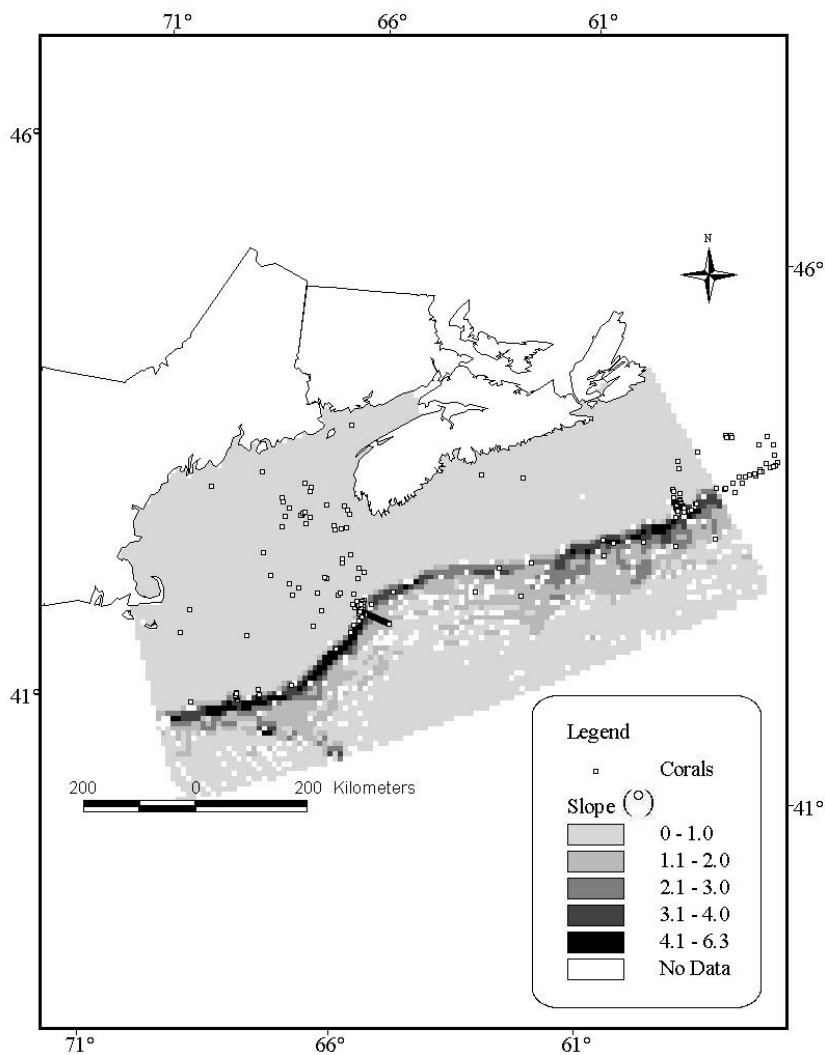 71° 66° 61°
46°
N
46°
41°
200 0 200 Kilometers
41°
Legend
Corals
Slope (°)
0 - 1.0
1.1 - 2.0
2.1 - 3.0
3.1 - 4.0
4.1 - 6.3
No Data
71° 66° 61°